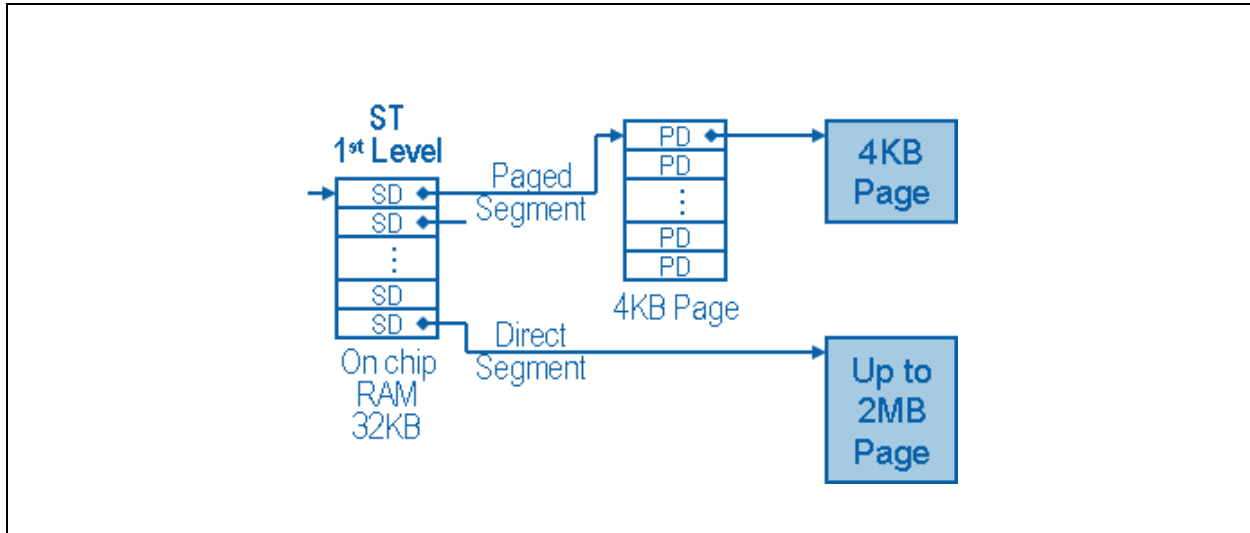 ST
1st Level
SD
SD
⋮
SD
SD
On chip
RAM
32KB
Paged
Segment
PD
PD
⋮
PD
PD
4KB Page
4KB
Page
Direct
Segment
Up to
2MB
Page